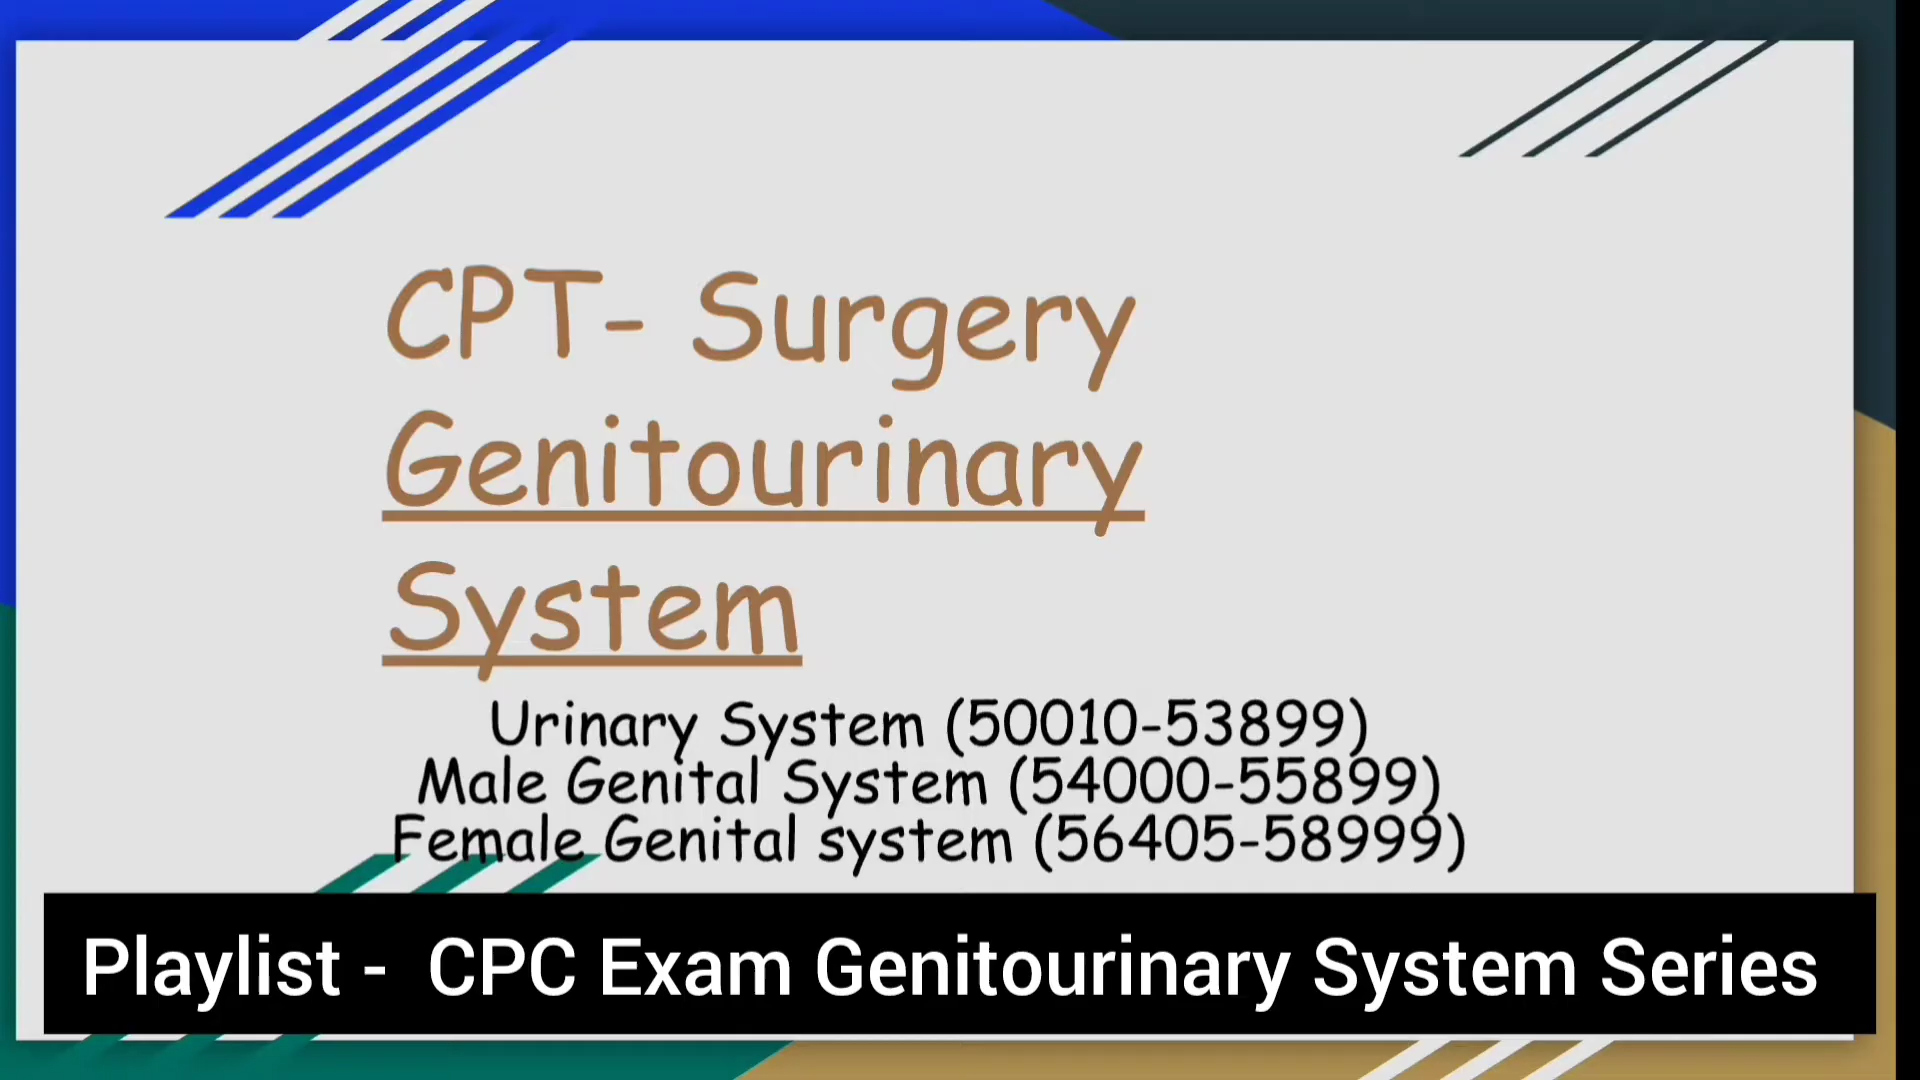 CPT- Surgery
Genitourinary
System
Urinary System (50010-53899)
Male Genital System (54000-55899)
Female Genital system (56405-58999)
Playlist - CPC Exam Genitourinary System Series